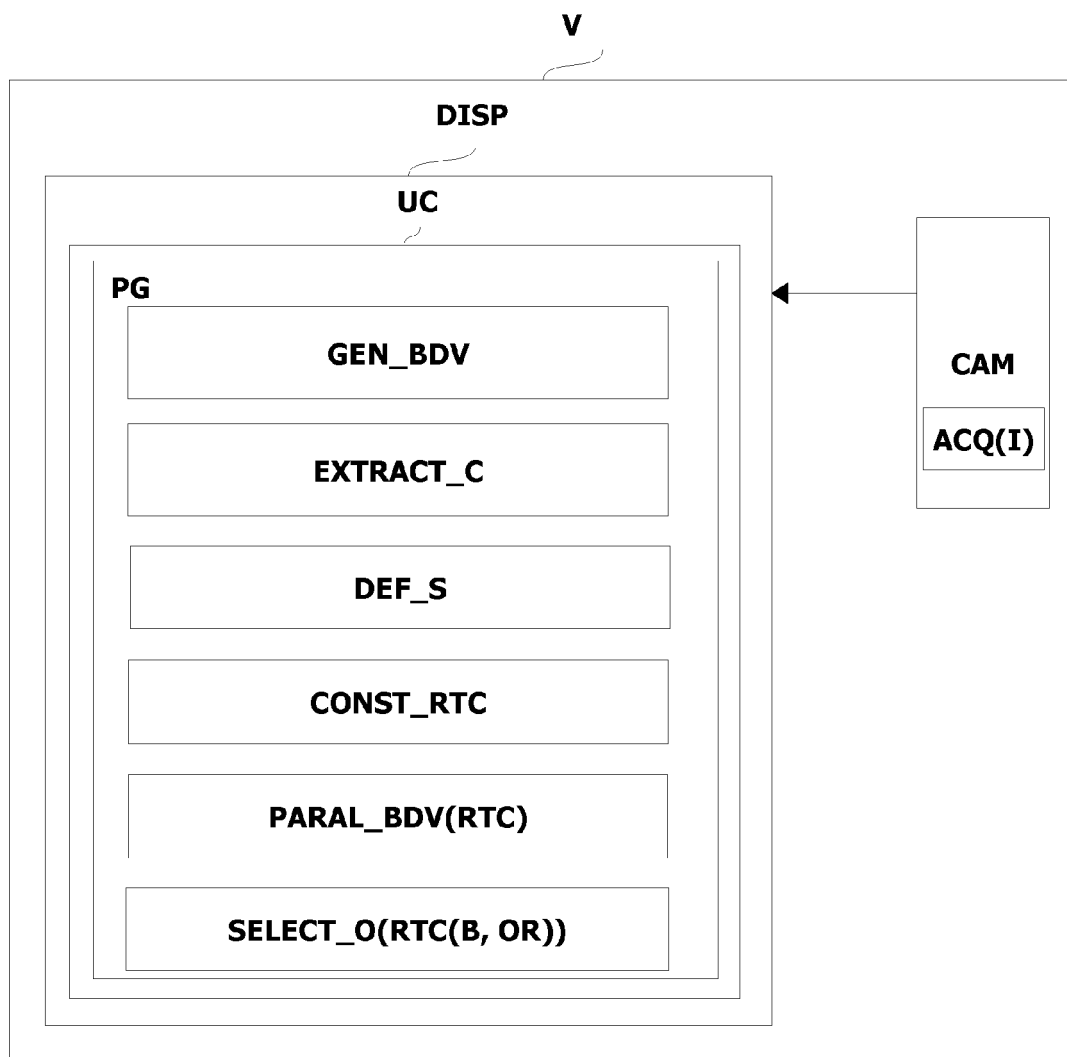 V
DISP
UC
PG
GEN_BDV
EXTRACT_C
DEF_S
CONST_RTC
PARAL_BDV(RTC)
SELECT_O(RTC(B, OR))
CAM
ACQ(I)